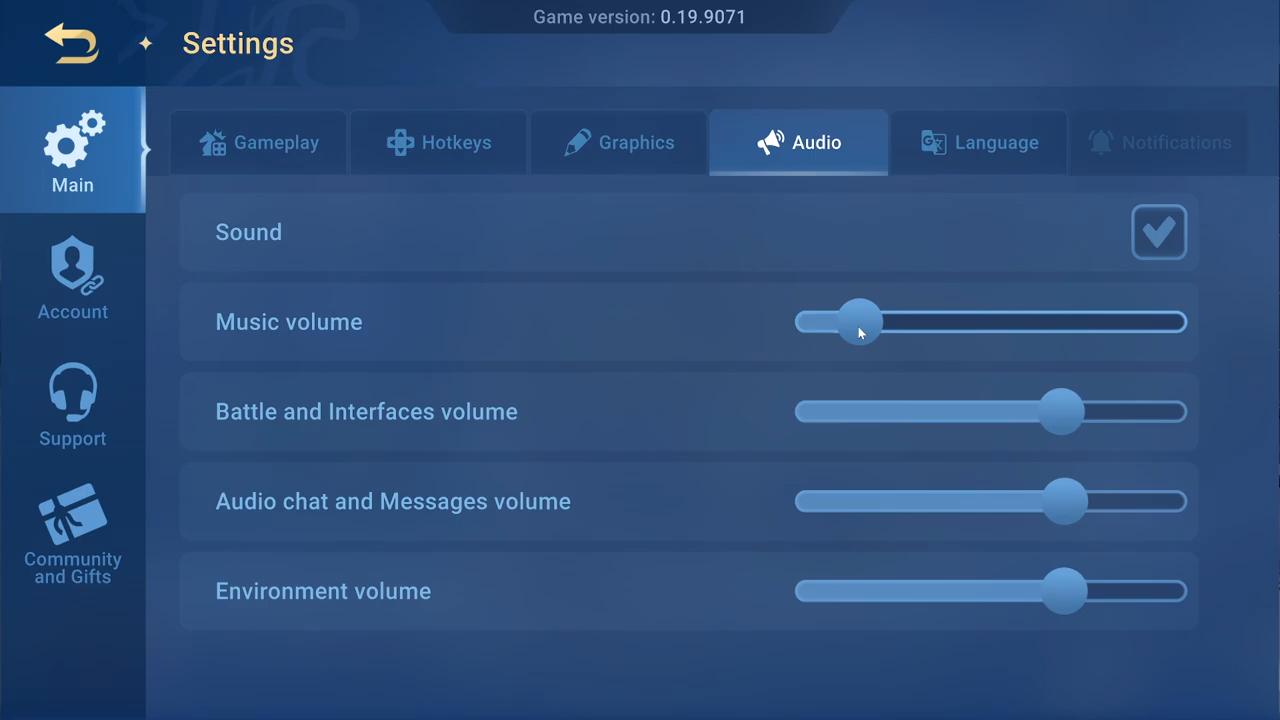 Game version: 0.19.9071
Settings
Main
Account
Support
Community
and Gifts
Gameplay
Hotkeys
Graphics
Audio
Language
Notifications
Sound
Music volume
Battle and Interfaces volume
Audio chat and Messages volume
Environment volume